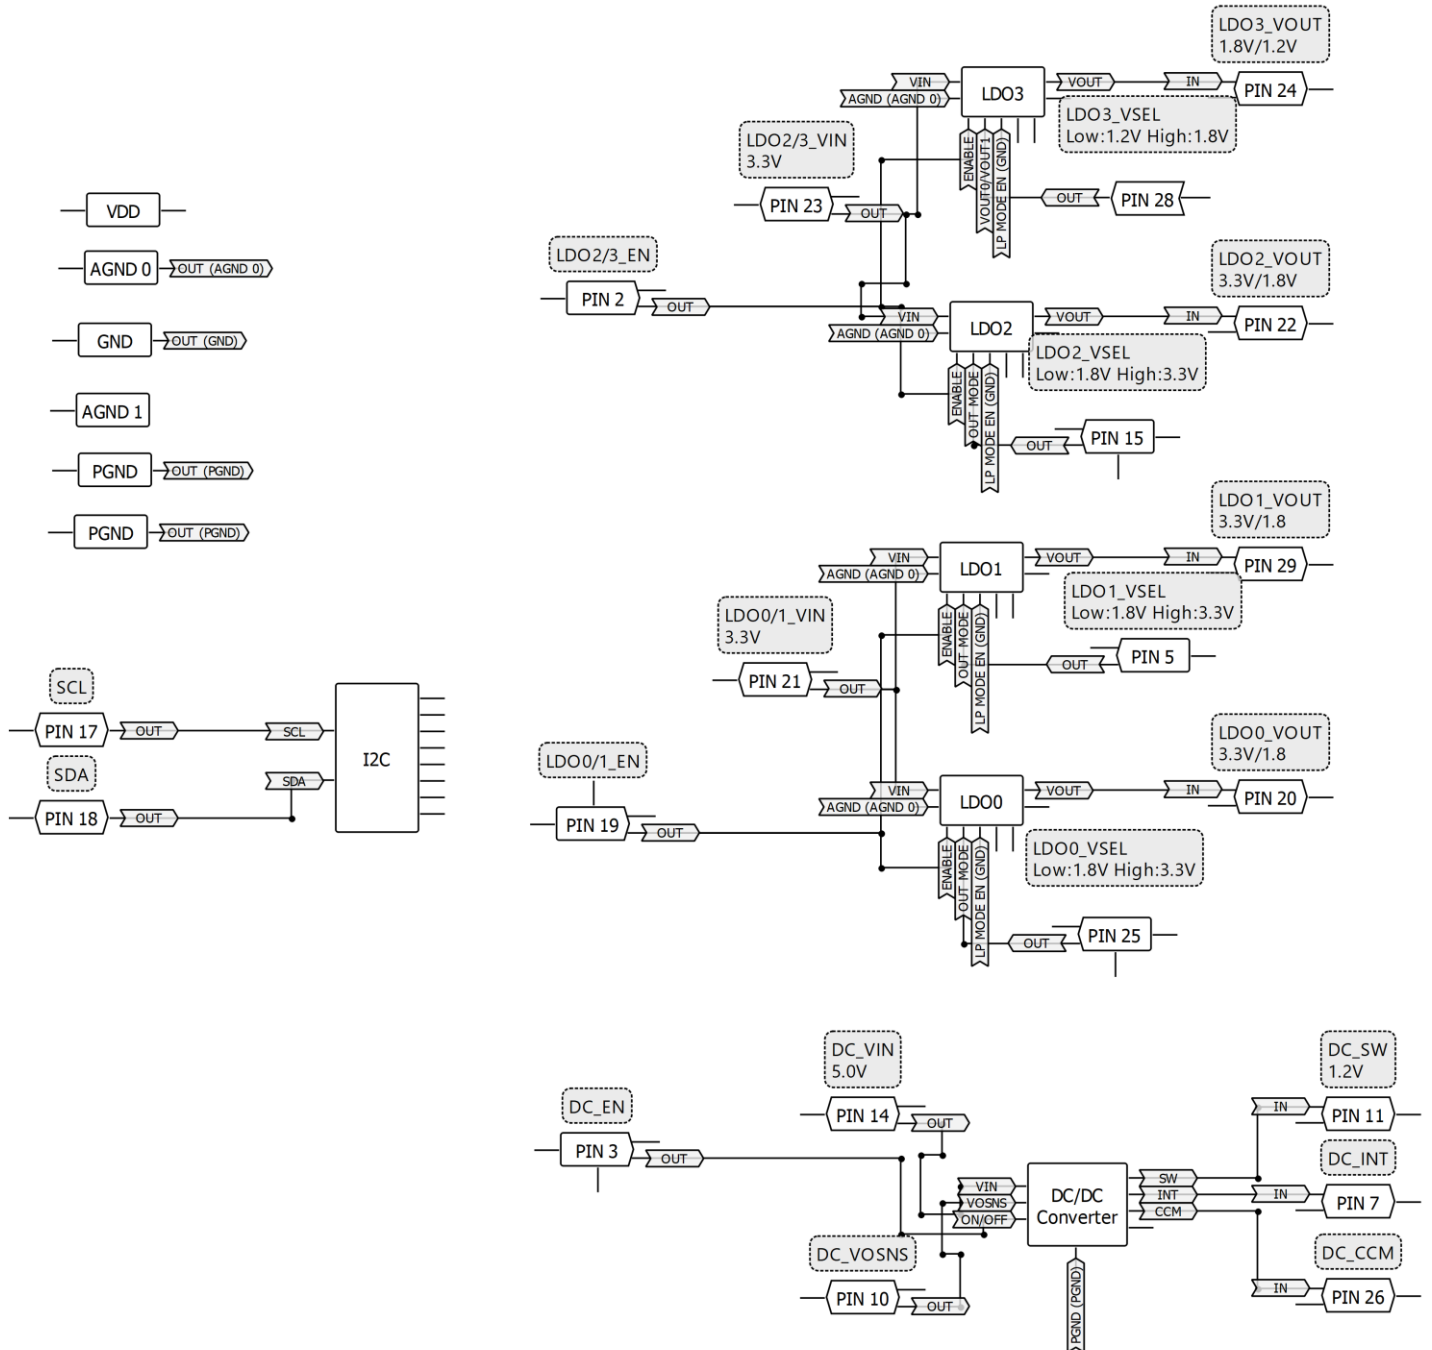 LDO3_VOUT
1.8V/1.2V
VIN
AGND (AGND 0)
LDO3
VOUT
IN
PIN 24
LDO3_VSEL
Low:1.2V High:1.8V
ENABLE
VOUT0/VOUT1
LP MODE EN (GND)
LDO2/3_VIN
3.3V
PIN 23
OUT
OUT
PIN 28
VDD
AGND 0
OUT (AGND 0)
GND
OUT (GND)
AGND 1
PGND
OUT (PGND)
PGND
OUT (PGND)
LDO2/3_EN
PIN 2
OUT
LDO2_VOUT
3.3V/1.8V
VIN
AGND (AGND 0)
LDO2
VOUT
IN
PIN 22
LDO2_VSEL
Low:1.8V High:3.3V
ENABLE
OUT MODE
LP MODE EN (GND)
OUT
PIN 15
LDO1_VOUT
3.3V/1.8
VIN
AGND (AGND 0)
LDO1
VOUT
IN
PIN 29
LDO1_VSEL
Low:1.8V High:3.3V
ENABLE
OUT MODE
LP MODE EN (GND)
LDO0/1_VIN
3.3V
PIN 21
OUT
OUT
PIN 5
SCL
PIN 17
OUT
SCL
I2C
SDA
SDA
PIN 18
OUT
LDO0/1_EN
PIN 19
OUT
LDO0_VOUT
3.3V/1.8
VIN
AGND (AGND 0)
LDO0
VOUT
IN
PIN 20
LDO0_VSEL
Low:1.8V High:3.3V
ENABLE
OUT MODE
LP MODE EN (GND)
OUT
PIN 25
DC_VIN
5.0V
PIN 14
OUT
DC_EN
PIN 3
OUT
VIN
VOSNS
ON/OFF
DC/DC
Converter
SW
INT
CCM
PGND (PGND)
DC_VOSNS
PIN 10
OUT
DC_SW
1.2V
IN
PIN 11
DC_INT
IN
PIN 7
DC_CCM
IN
PIN 26